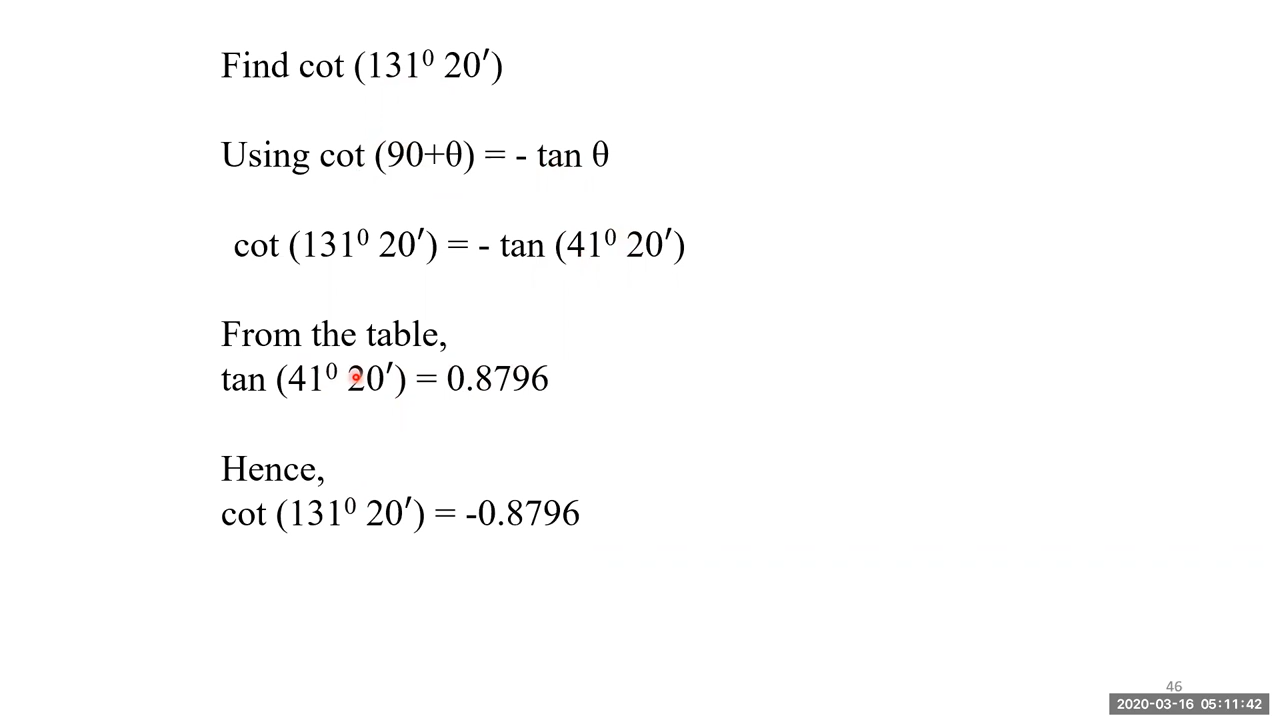 Find cot (131⁰ 20′)
Using cot (90+θ) = - tan θ
cot (131⁰ 20′) = - tan (41⁰ 20′)
From the table,
tan (41⁰ 20′) = 0.8796
Hence,
cot (131⁰ 20′) = -0.8796
46
2020-03-16 05:11:42